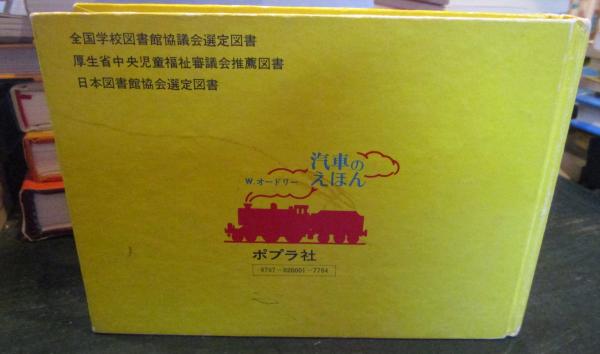 全国学校図書館協議会選定図書
厚生省中央児童福祉審議会推薦図書
日本図書館協会選定図書
汽車の
えほん
W.オードリー
ポプラ社
8797-020001-7764